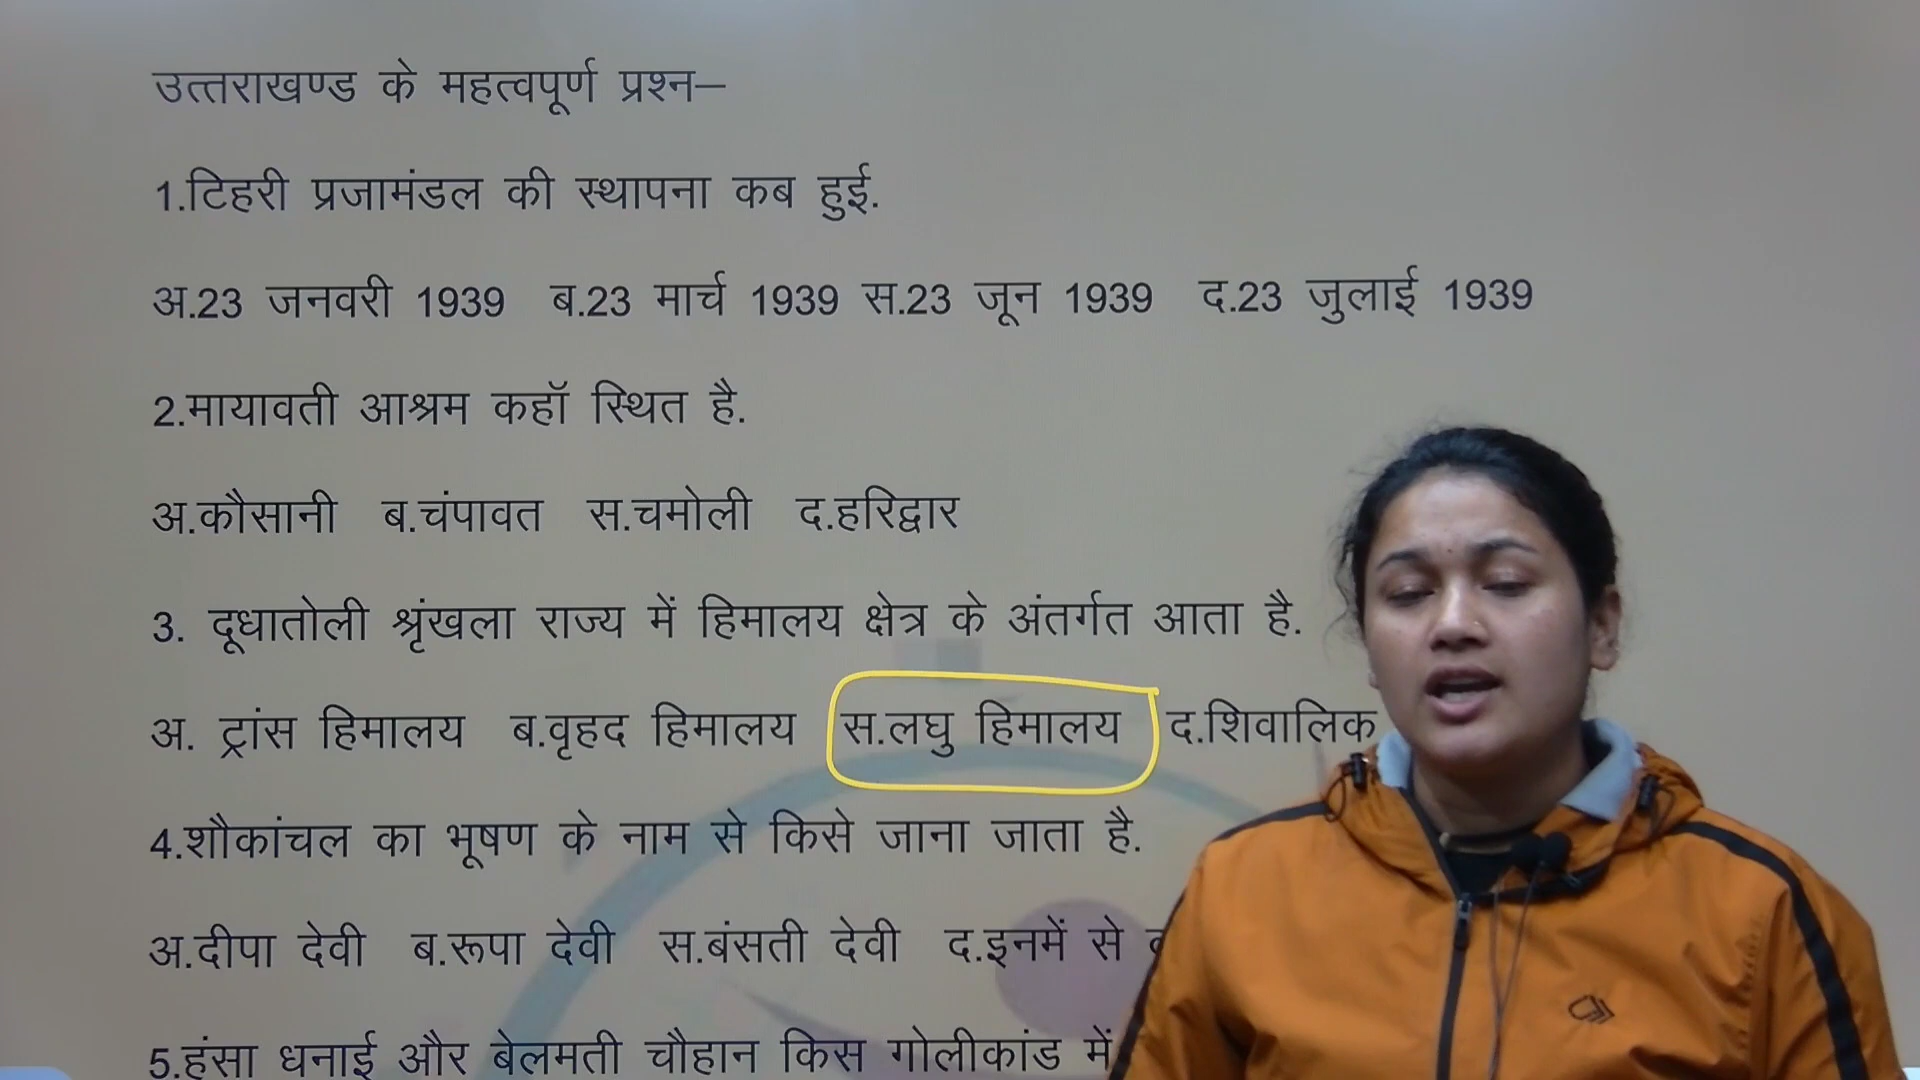 उत्तराखण्ड के महत्वपूर्ण प्रश्न–
1.टिहरी प्रजामंडल की स्थापना कब हुई.
अ.23 जनवरी 1939 ब.23 मार्च 1939 स.23 जून 1939 द.23 जुलाई 1939
2.मायावती आश्रम कहॉ स्थित है.
अ.कौसानी ब.चंपावत स.चमोली द.हरिद्वार
3. दूधातोली श्रृंखला राज्य में हिमालय क्षेत्र के अंतर्गत आता है.
अ. ट्रांस हिमालय ब.वृहद हिमालय स.लघु हिमालय द.शिवालिक
4.शौकांचल का भूषण के नाम से किसे जाना जाता है.
अ.दीपा देवी ब.रूपा देवी स.बंसती देवी द.इनमें से
5.हंसा धनाई और बेलमती चौहान किस गोलीकांड में